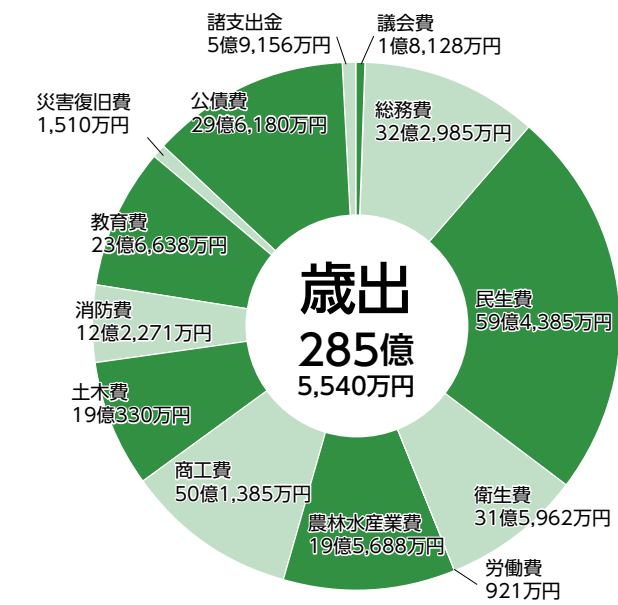 諸支出金
5億9,156万円
議会費
1億8,128万円
総務費
32億2,985万円
民生費
59億4,385万円
衛生費
31億5,962万円
労働費
921万円
農林水産業費
19億5,688万円
商工費
50億1,385万円
土木費
19億330万円
消防費
12億2,271万円
教育費
23億6,638万円
災害復旧費
1,510万円
公債費
29億6,180万円
歳出
285億
5,540万円